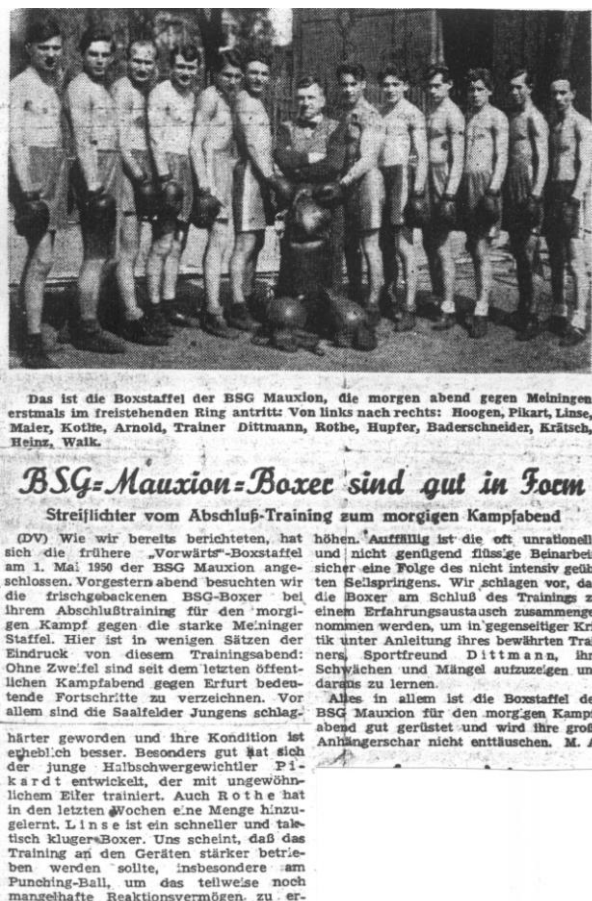 Das ist die Boxstaffel der BSG Mauxion, die morgen abend gegen Meiningen
erstmals im freistehenden Ring antritt: Von links nach rechts: Hoogen, Pikart, Linse,
Maier, Kothe, Arnold, Trainer Dittmann, Rothe, Hupfer, Baderschneider, Krätsch,
Heinz, Walk.
BSG=Mauxion=Boxer sind gut in Form
Streiflichter vom Abschluß-Training zum morgigen Kampfabend
(DV) Wie wir bereits berichteten, hat
sich die frühere „Vorwärts“-Boxstaffel
am 1. Mai 1950 der BSG Mauxion ange-
schlossen. Vorgestern abend besuchten wir
die frischgebackenen BSG-Boxer bei
ihrem Abschlußtraining für den morgi-
gen Kampf gegen die starke Meininger
Staffel. Hier ist in wenigen Sätzen der
Eindruck von diesem Trainingsabend:
Ohne Zweifel sind seit dem letzten öffent-
lichen Kampfabend gegen Erfurt bedeu-
tende Fortschritte zu verzeichnen. Vor
allem sind die Saalfelder Jungens schlag-
härter geworden und ihre Kondition ist
erheblich besser. Besonders gut hat sich
der junge Halbschwergewichtler Pi-
kardt entwickelt, der mit ungewöhn-
lichem Eifer trainiert. Auch Rothe hat
in den letzten Wochen eine Menge hinzu-
gelernt. Linse ist ein schneller und tak-
tisch kluger Boxer. Uns scheint, daß das
Training an den Geräten stärker betrie-
ben werden sollte, insbesondere am
Punching-Ball, um das teilweise noch
mangelhafte Reaktionsvermögen zu er-
höhen. Auffällig ist die oft unrationell
und nicht genügend flüssige Beinarbei
sicher eine Folge des nicht intensiv geüb
ten Seilspringens. Wir schlagen vor, da
die Boxer am Schluß des Trainings z
einem Erfahrungsaustausch zusammenge
nommen werden, um in gegenseitiger Kri
tik unter Anleitung ihres bewährten Trai
ners, Sportfreund Dittmann, ihr
Schwächen und Mängel aufzuzeigen un
daraus zu lernen.
Alles in allem ist die Boxstaffel de
BSG Mauxion für den morgigen Kampf
abend gut gerüstet und wird ihre groß
Anhängerschar nicht enttäuschen. M. A